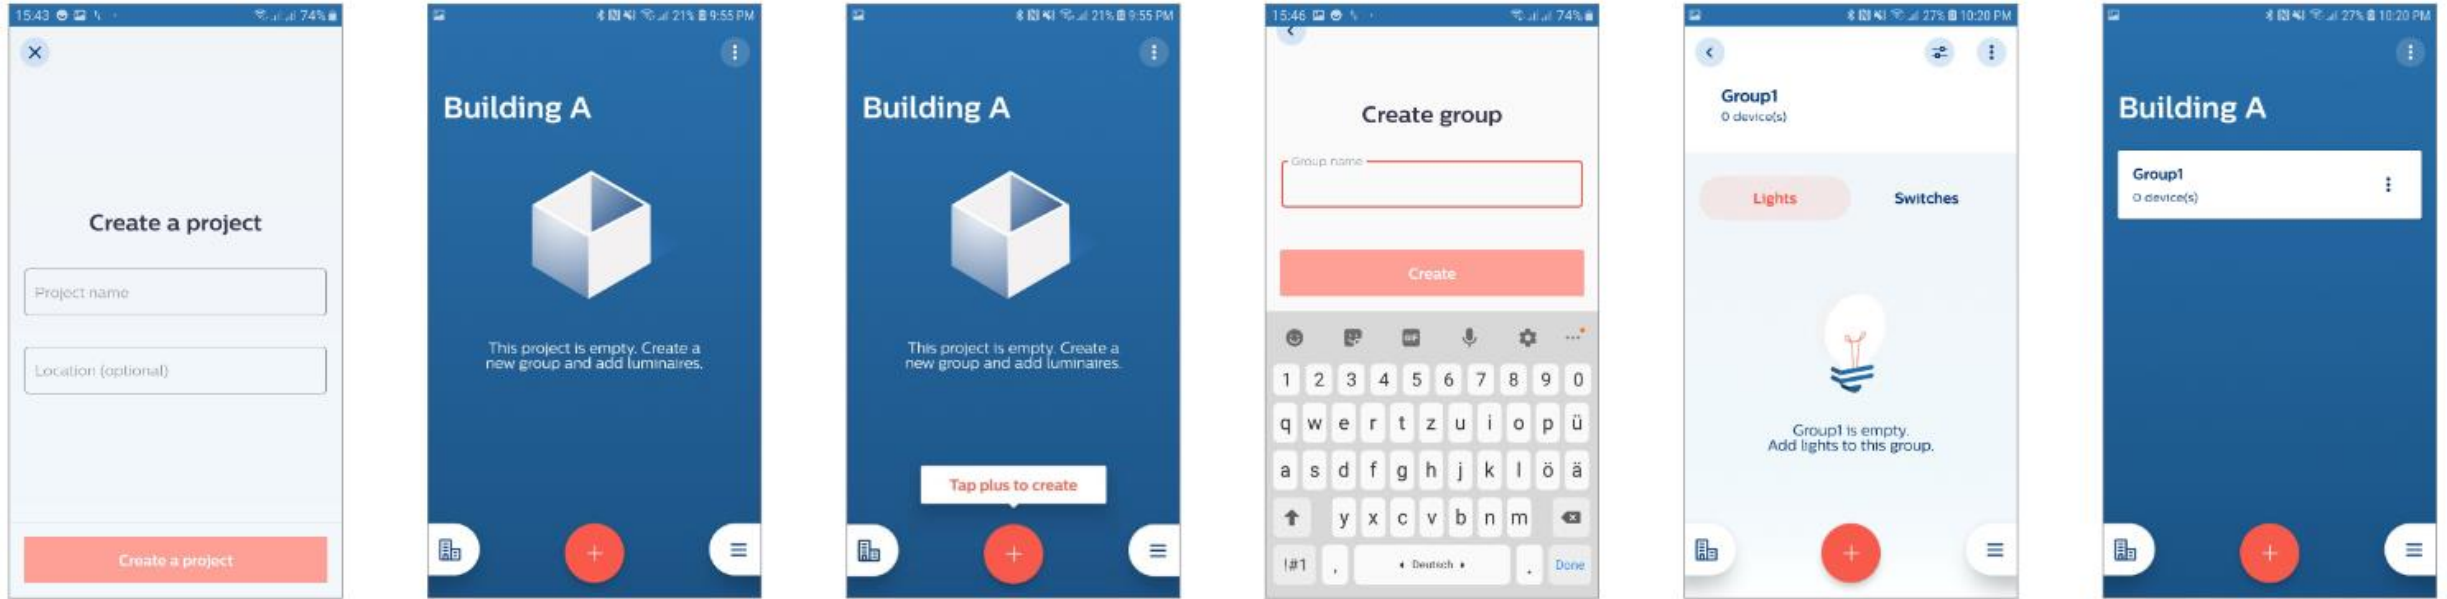 15.43
74%
Create a project
Project name
Location (optional)
Create a project
21% 9:55 PM
Building A
This project is empty. Create a
new group and add luminaires.
21% 9:55 PM
Building A
This project is empty. Create a
new group and add luminaires.
Tap plus to create
15:46
74%
Create group
Group name
Create
GIF
1 2 3 4 5 6 7 8 9 0
q w e r t z u i o p ü
a s d f g h j k l ö ä
y x c v b n m
!#1 , Deutsch . Done
27% 10:20 PM
Group1
0 device(s)
Lights
Switches
Group1 is empty.
Add lights to this group.
27% 10:20 PM
Building A
Group1
0 device(s)